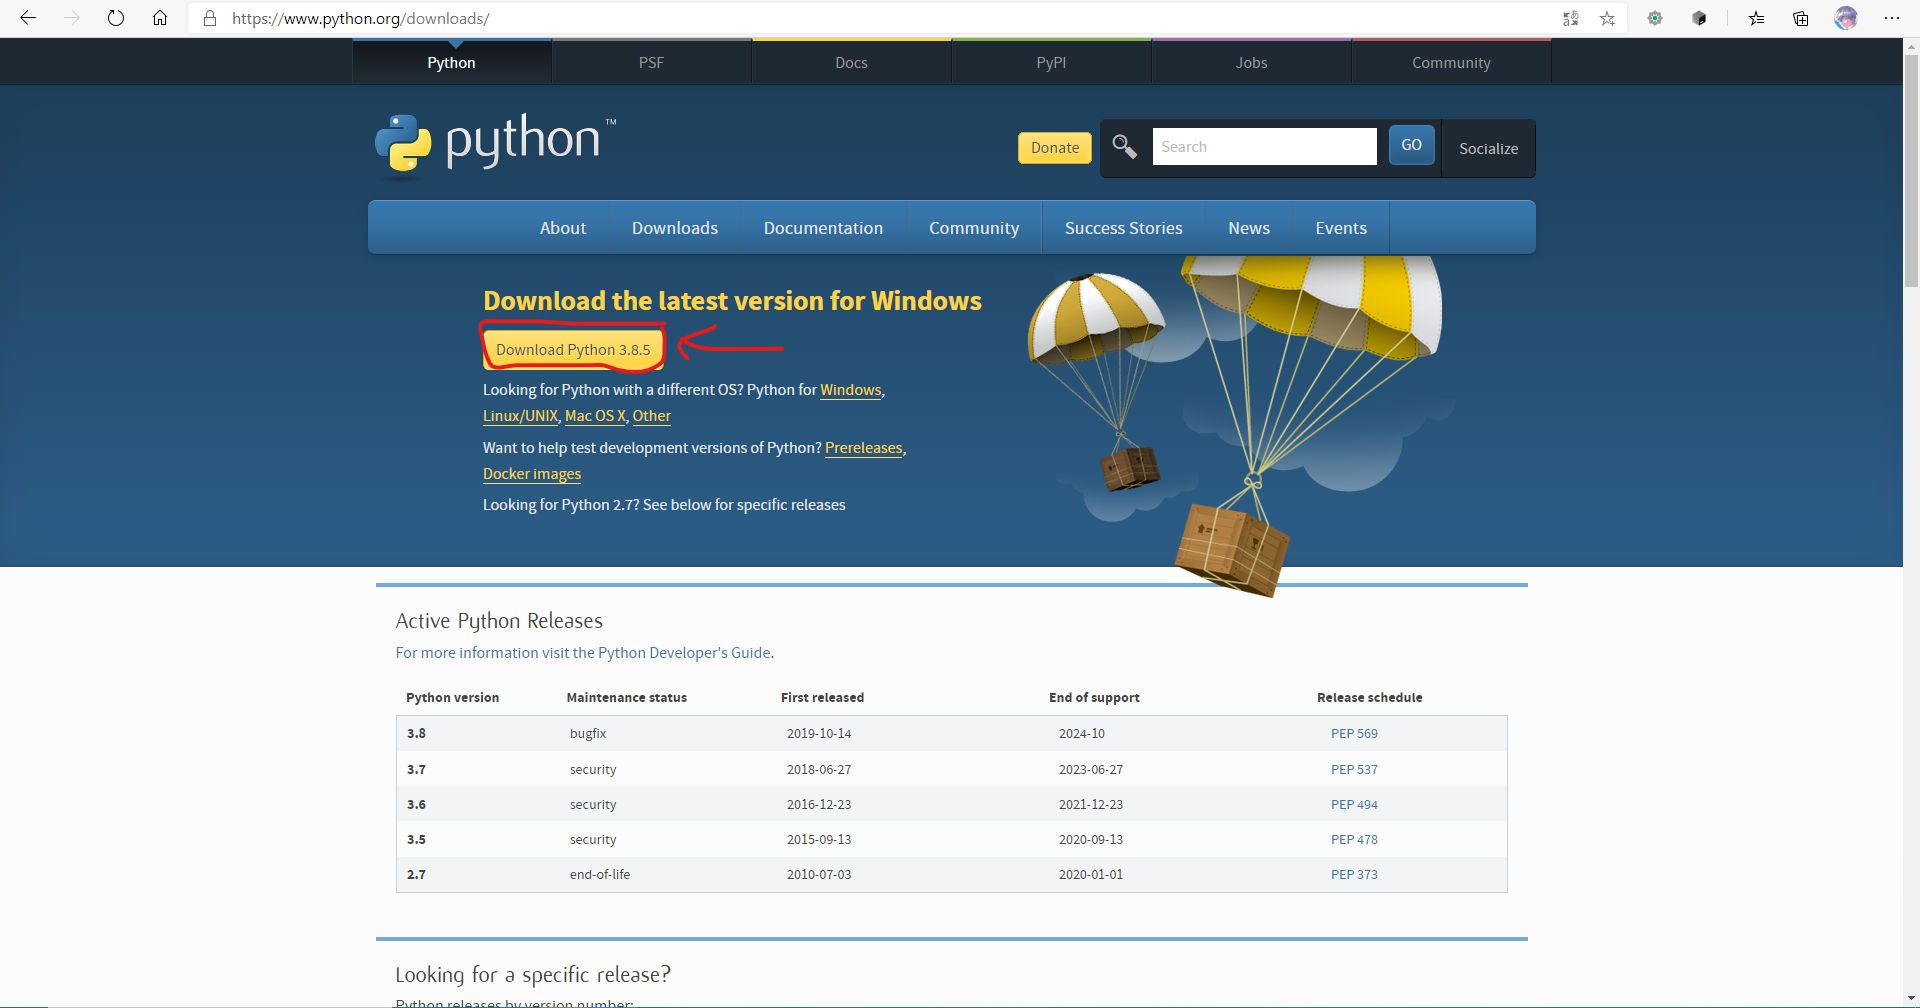 https://www.python.org/downloads/
Python PSF Docs PyPI Jobs Community
python™
Donate Search GO Socialize
About Downloads Documentation Community Success Stories News Events
Download the latest version for Windows
Download Python 3.8.5
Looking for Python with a different OS? Python for Windows,
Linux/UNIX, Mac OS X, Other
Want to help test development versions of Python? Prereleases,
Docker images
Looking for Python 2.7? See below for specific releases
Active Python Releases
For more information visit the Python Developer's Guide.
Python version Maintenance status First released End of support Release schedule
3.8 bugfix 2019-10-14 2024-10 PEP 569
3.7 security 2018-06-27 2023-06-27 PEP 537
3.6 security 2016-12-23 2021-12-23 PEP 494
3.5 security 2015-09-13 2020-09-13 PEP 478
2.7 end-of-life 2010-07-03 2020-01-01 PEP 373
Looking for a specific release?
Python releases by version number: